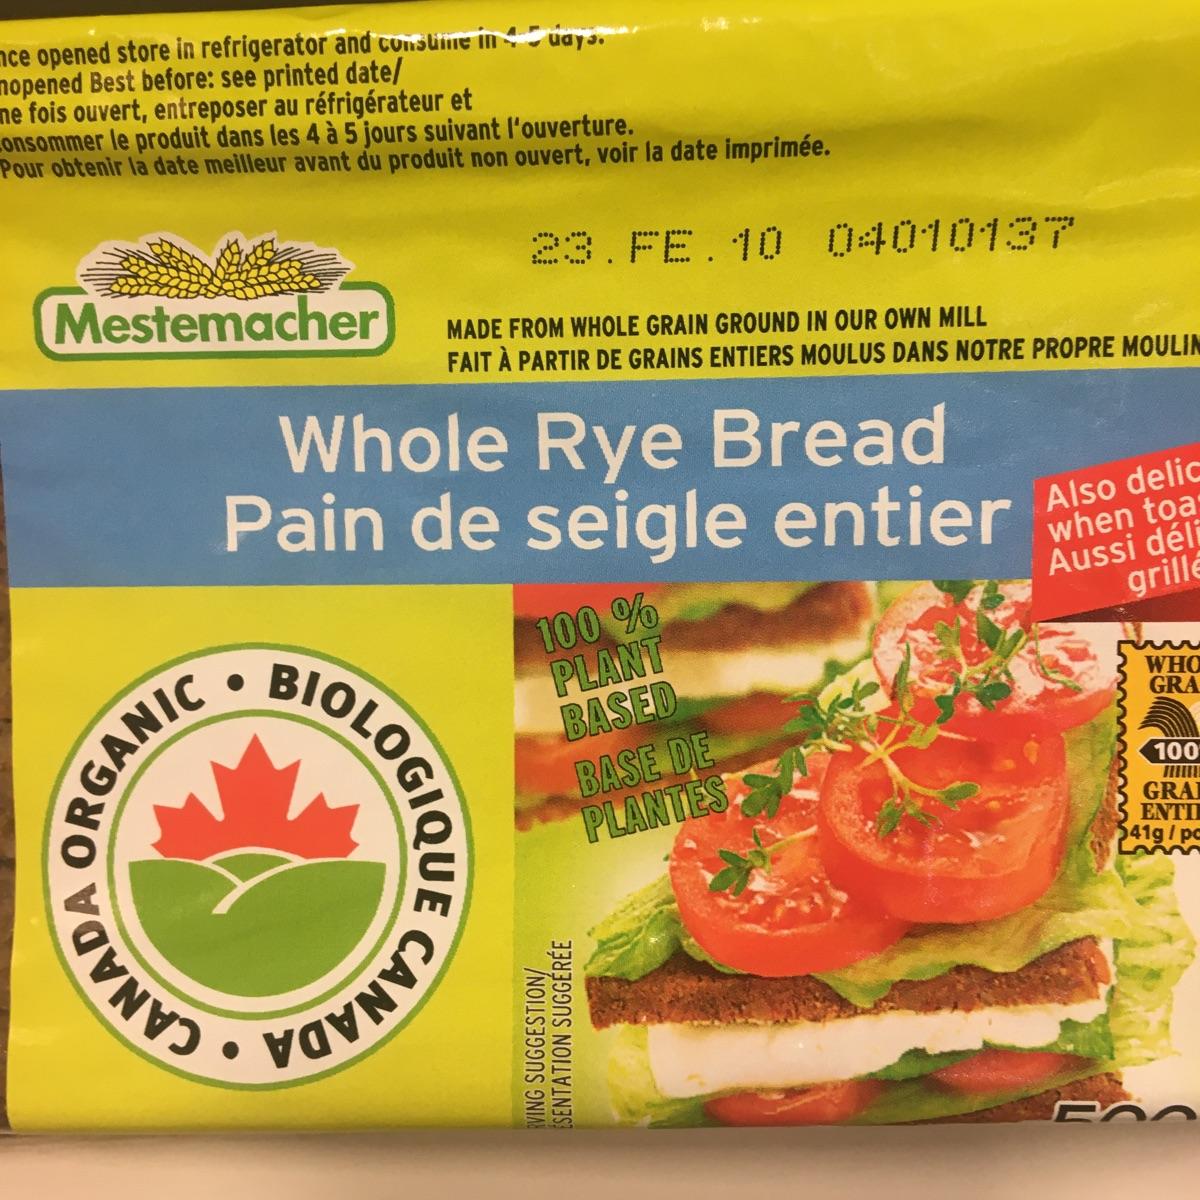 nce opened store in refrigerator and consume in 4-5 days.
nopened Best before: see printed date/
ne fois ouvert, entreposer au réfrigérateur et
onsommer le produit dans les 4 à 5 jours suivant l'ouverture.
Pour obtenir la date meilleur avant du produit non ouvert, voir la date imprimée.
23.FE.10 04010137
Mestemacher
MADE FROM WHOLE GRAIN GROUND IN OUR OWN MILL
FAIT À PARTIR DE GRAINS ENTIERS MOULUS DANS NOTRE PROPRE MOULIN
Whole Rye Bread
Pain de seigle entier
Also delic
when toa
Aussi déli
grillé
CANADA ORGANIC • BIOLOGIQUE CANADA •
100 %
PLANT
BASED
BASE DE
PLANTES
WHO
GRA
100
GRAI
ENTIE
41g / po
RVING SUGGESTION/
ÉSENTATION SUGGÉRÉE
500